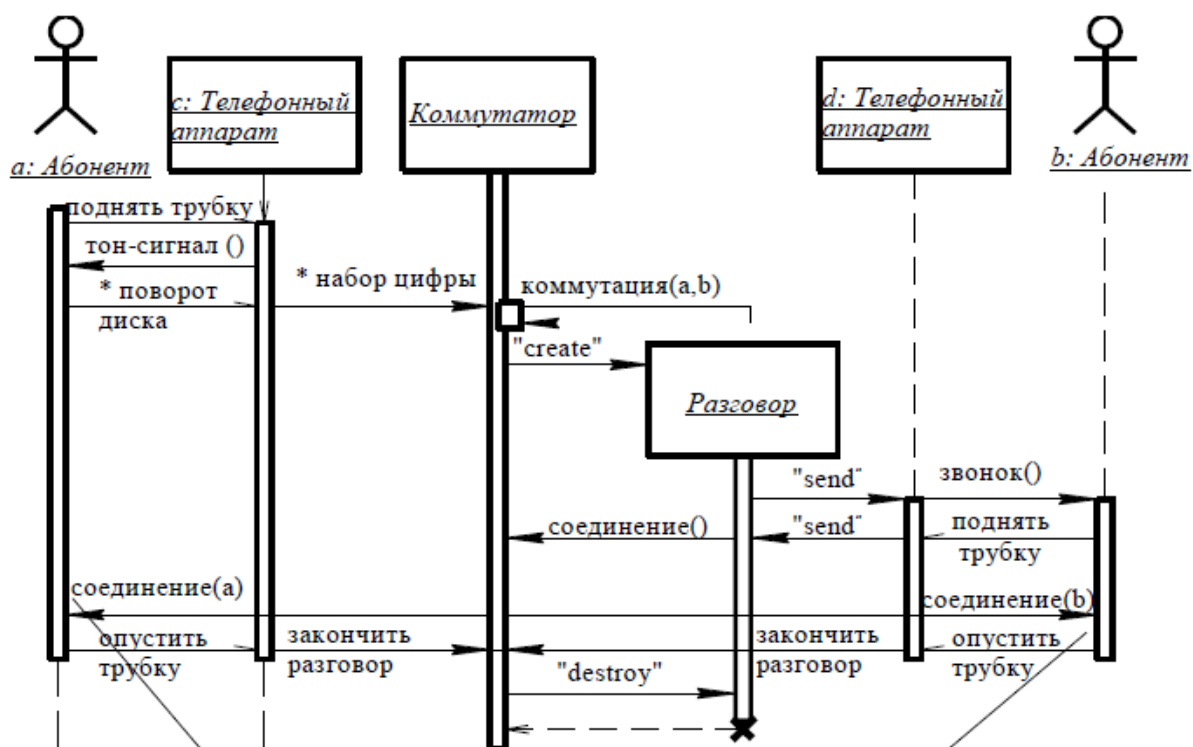 c: Телефонный
аппарат
Коммутатор
d: Телефонный
аппарат
a: Абонент
b: Абонент
поднять трубку
тон-сигнал ()
* поворот
диска
* набор цифры
коммутация(a,b)
"create"
Разговор
"send"
звонок()
соединение()
"send"
поднять
трубку
соединение(a)
соединение(b)
опустить
трубку
закончить
разговор
закончить
разговор
опустить
трубку
"destroy"